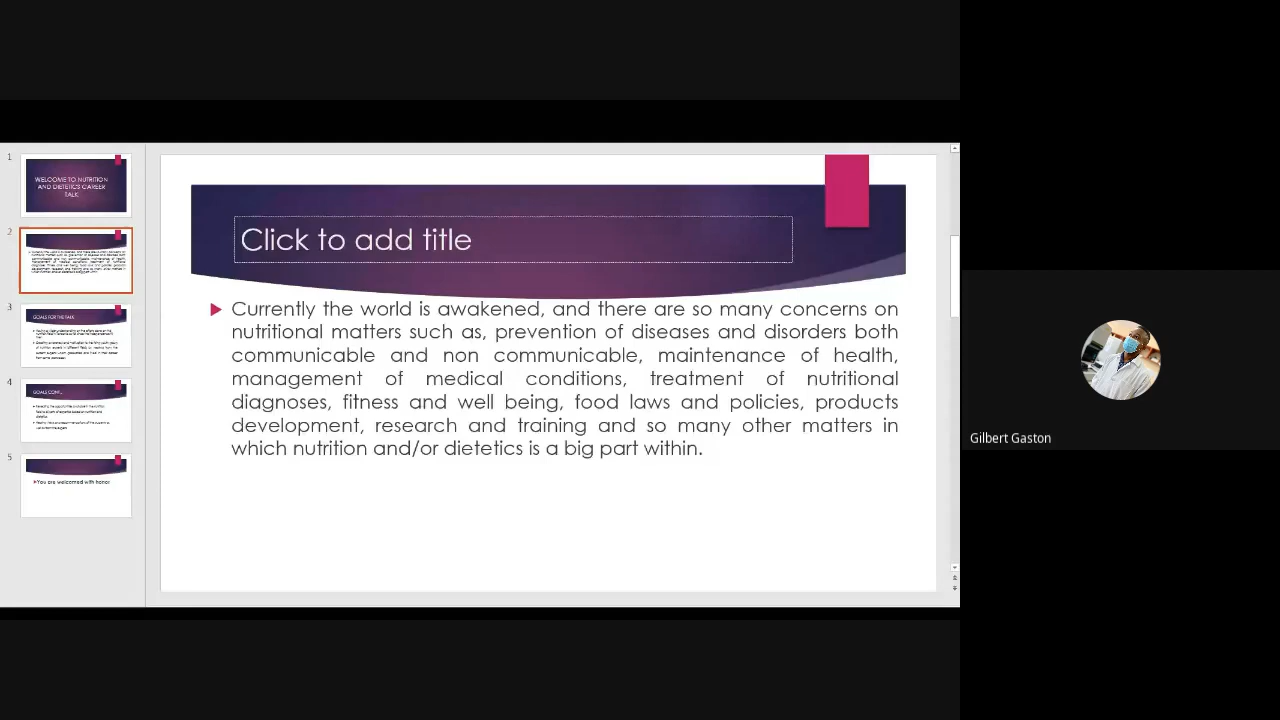 1
WELCOME TO NUTRITION
AND DIETETICS CAREER
TALK
2
3
GOALS FOR THE TALK
4
GOALS CONT...
5
You are welcomed with honor
Click to add title
Currently the world is awakened, and there are so many concerns on
nutritional matters such as, prevention of diseases and disorders both
communicable and non communicable, maintenance of health,
management of medical conditions, treatment of nutritional
diagnoses, fitness and well being, food laws and policies, products
development, research and training and so many other matters in
which nutrition and/or dietetics is a big part within.
Gilbert Gaston